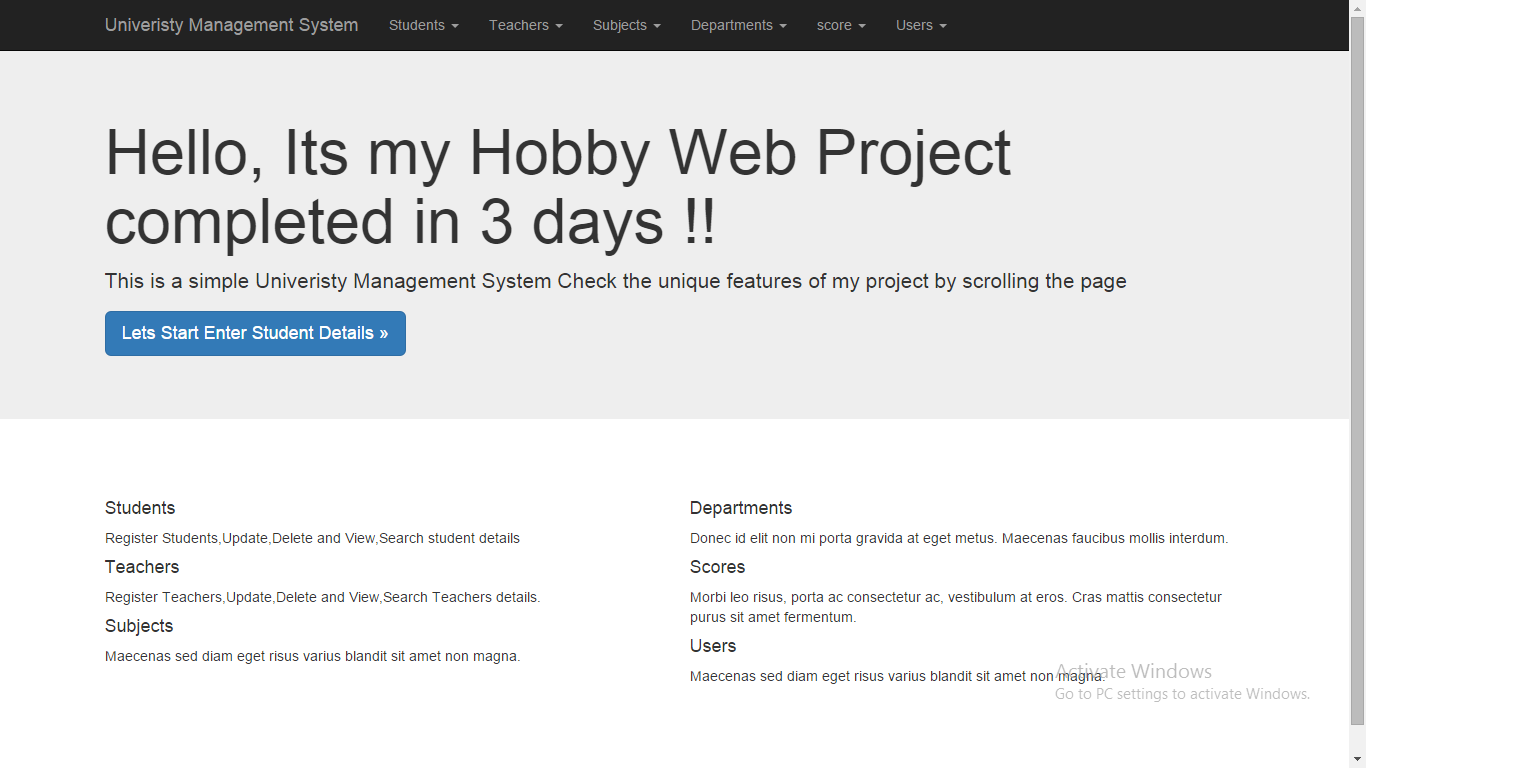 Univeristy Management System Students Teachers Subjects Departments score Users
Hello, Its my Hobby Web Project
completed in 3 days !!
This is a simple Univeristy Management System Check the unique features of my project by scrolling the page
Lets Start Enter Student Details »
Students
Register Students,Update,Delete and View,Search student details
Teachers
Register Teachers,Update,Delete and View,Search Teachers details.
Subjects
Maecenas sed diam eget risus varius blandit sit amet non magna.
Departments
Donec id elit non mi porta gravida at eget metus. Maecenas faucibus mollis interdum.
Scores
Morbi leo risus, porta ac consectetur ac, vestibulum at eros. Cras mattis consectetur
purus sit amet fermentum.
Users
Maecenas sed diam eget risus varius blandit sit amet non magna.
Activate Windows
Go to PC settings to activate Windows.